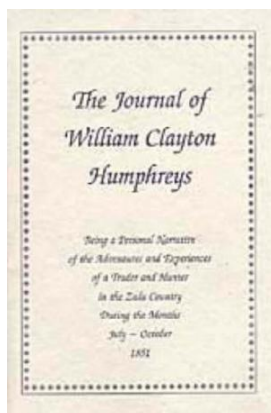 The Journal of
William Clayton
Humphreys
Being a Personal Narrative
of the Adventures and Experiences
of a Trader and Hunter
in the Zulu Country
During the Months
July – October
1851